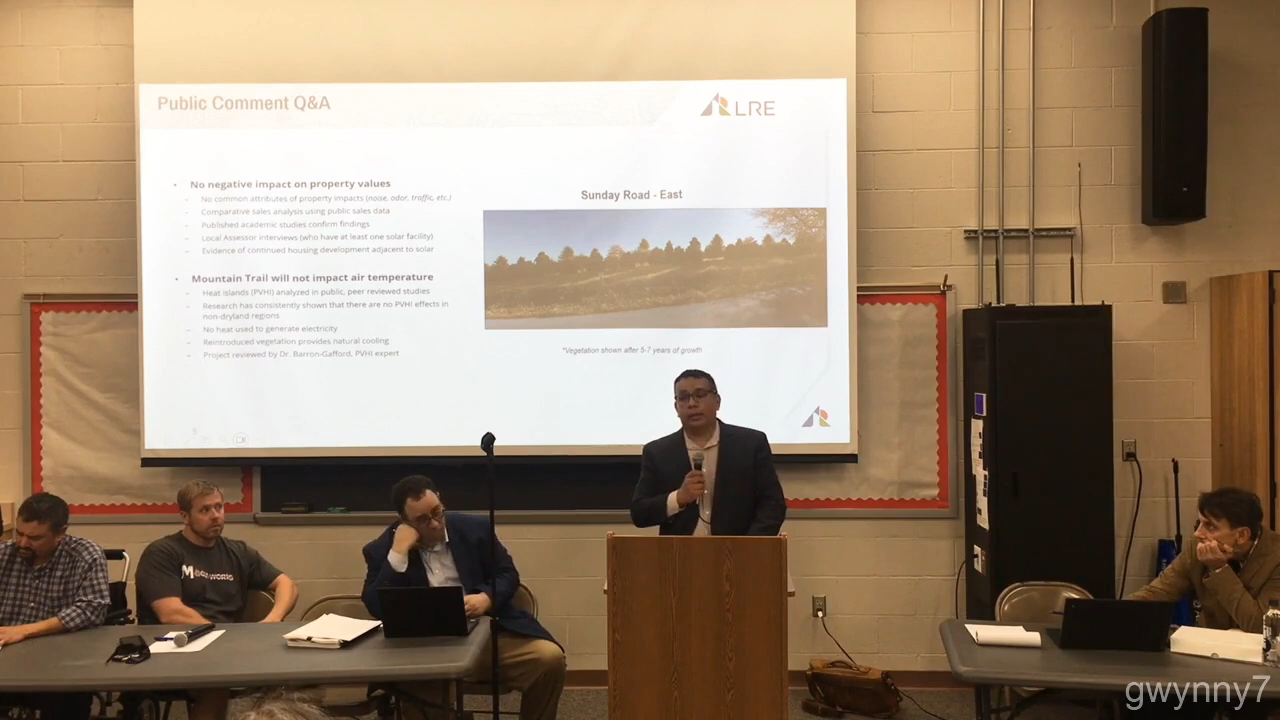 Public Comment Q&A
LRE
• No negative impact on property values
- No common attributes of property impacts (noise, odor, traffic, etc.)
- Comparative sales analysis using public sales data
- Published academic studies confirm findings
- Local Assessor interviews (who have at least one solar facility)
- Evidence of continued housing development adjacent to solar
• Mountain Trail will not impact air temperature
- Heat islands (PVHI) analyzed in public, peer reviewed studies
- Research has consistently shown that there are no PVHI effects in
non-dryland regions
- No heat used to generate electricity
- Reintroduced vegetation provides natural cooling
- Project reviewed by Dr. Barron-Gafford, PVHI expert
Sunday Road - East
*Vegetation shown after 5-7 years of growth
gwynny7